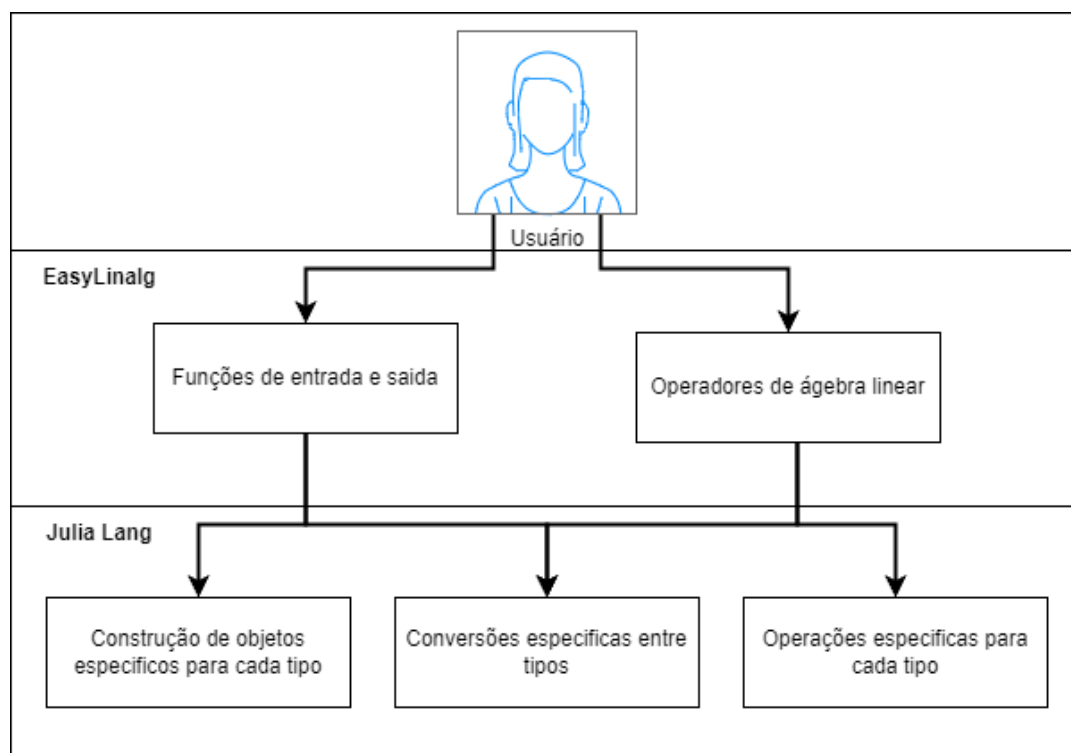 Usuário
EasyLinalg
Funções de entrada e saida
Operadores de ágebra linear
Julia Lang
Construção de objetos
especificos para cada tipo
Conversões especificas entre
tipos
Operações especificas para
cada tipo